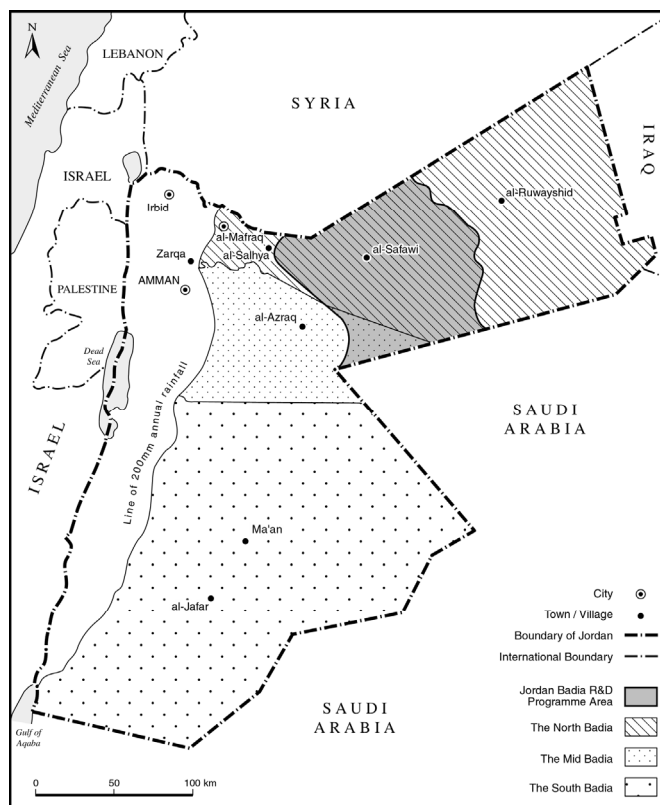 N
Mediterranean Sea
LEBANON
SYRIA
IRAQ
ISRAEL
Irbid
al-Mafraq
al-Salhya
al-Ruwayshid
al-Safawi
Zarqa
AMMAN
PALESTINE
al-Azraq
Dead
Sea
Line of 200mm annual rainfall
SAUDI
ARABIA
ISRAEL
Ma'an
al-Jafar
SAUDI
ARABIA
Gulf of
Aqaba
0 50 100 km
City
Town / Village
Boundary of Jordan
International Boundary
Jordan Badia R&D
Programme Area
The North Badia
The Mid Badia
The South Badia